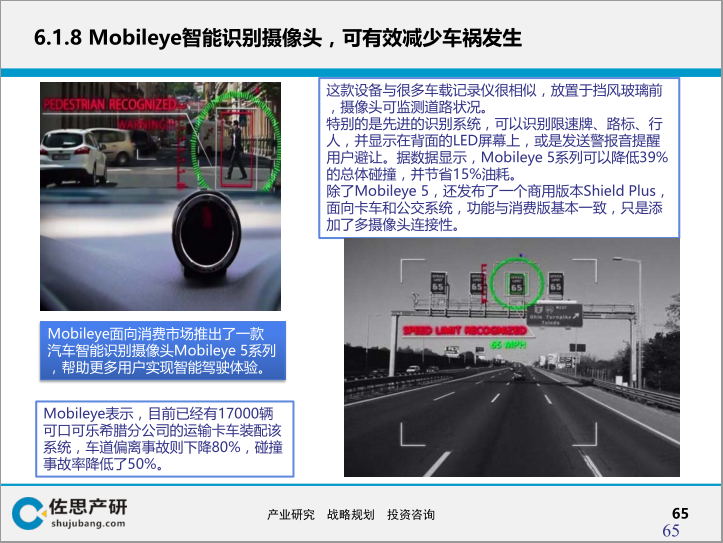 6.1.8 Mobileye智能识别摄像头，可有效减少车祸发生
PEDESTRIAN RECOGNIZED
WARNING!!!
这款设备与很多车载记录仪很相似，放置于挡风玻璃前
，摄像头可监测道路状况。
特别的是先进的识别系统，可以识别限速牌、路标、行
人，并显示在背面的LED屏幕上，或是发送警报音提醒
用户避让。据数据显示，Mobileye 5系列可以降低39%
的总体碰撞，并节省15%油耗。
除了Mobileye 5，还发布了一个商用版本Shield Plus，
面向卡车和公交系统，功能与消费版基本一致，只是添
加了多摄像头连接性。
SPEED LIMIT RECOGNIZED
65 MPH
65
65
65
65
Ohio Turnpike
Toledo
Mobileye面向消费市场推出了一款
汽车智能识别摄像头Mobileye 5系列
，帮助更多用户实现智能驾驶体验。
Mobileye表示，目前已经有17000辆
可口可乐希腊分公司的运输卡车装配该
系统，车道偏离事故则下降80%，碰撞
事故率降低了50%。
佐思产研
shujubang.com
产业研究 战略规划 投资咨询
65
65